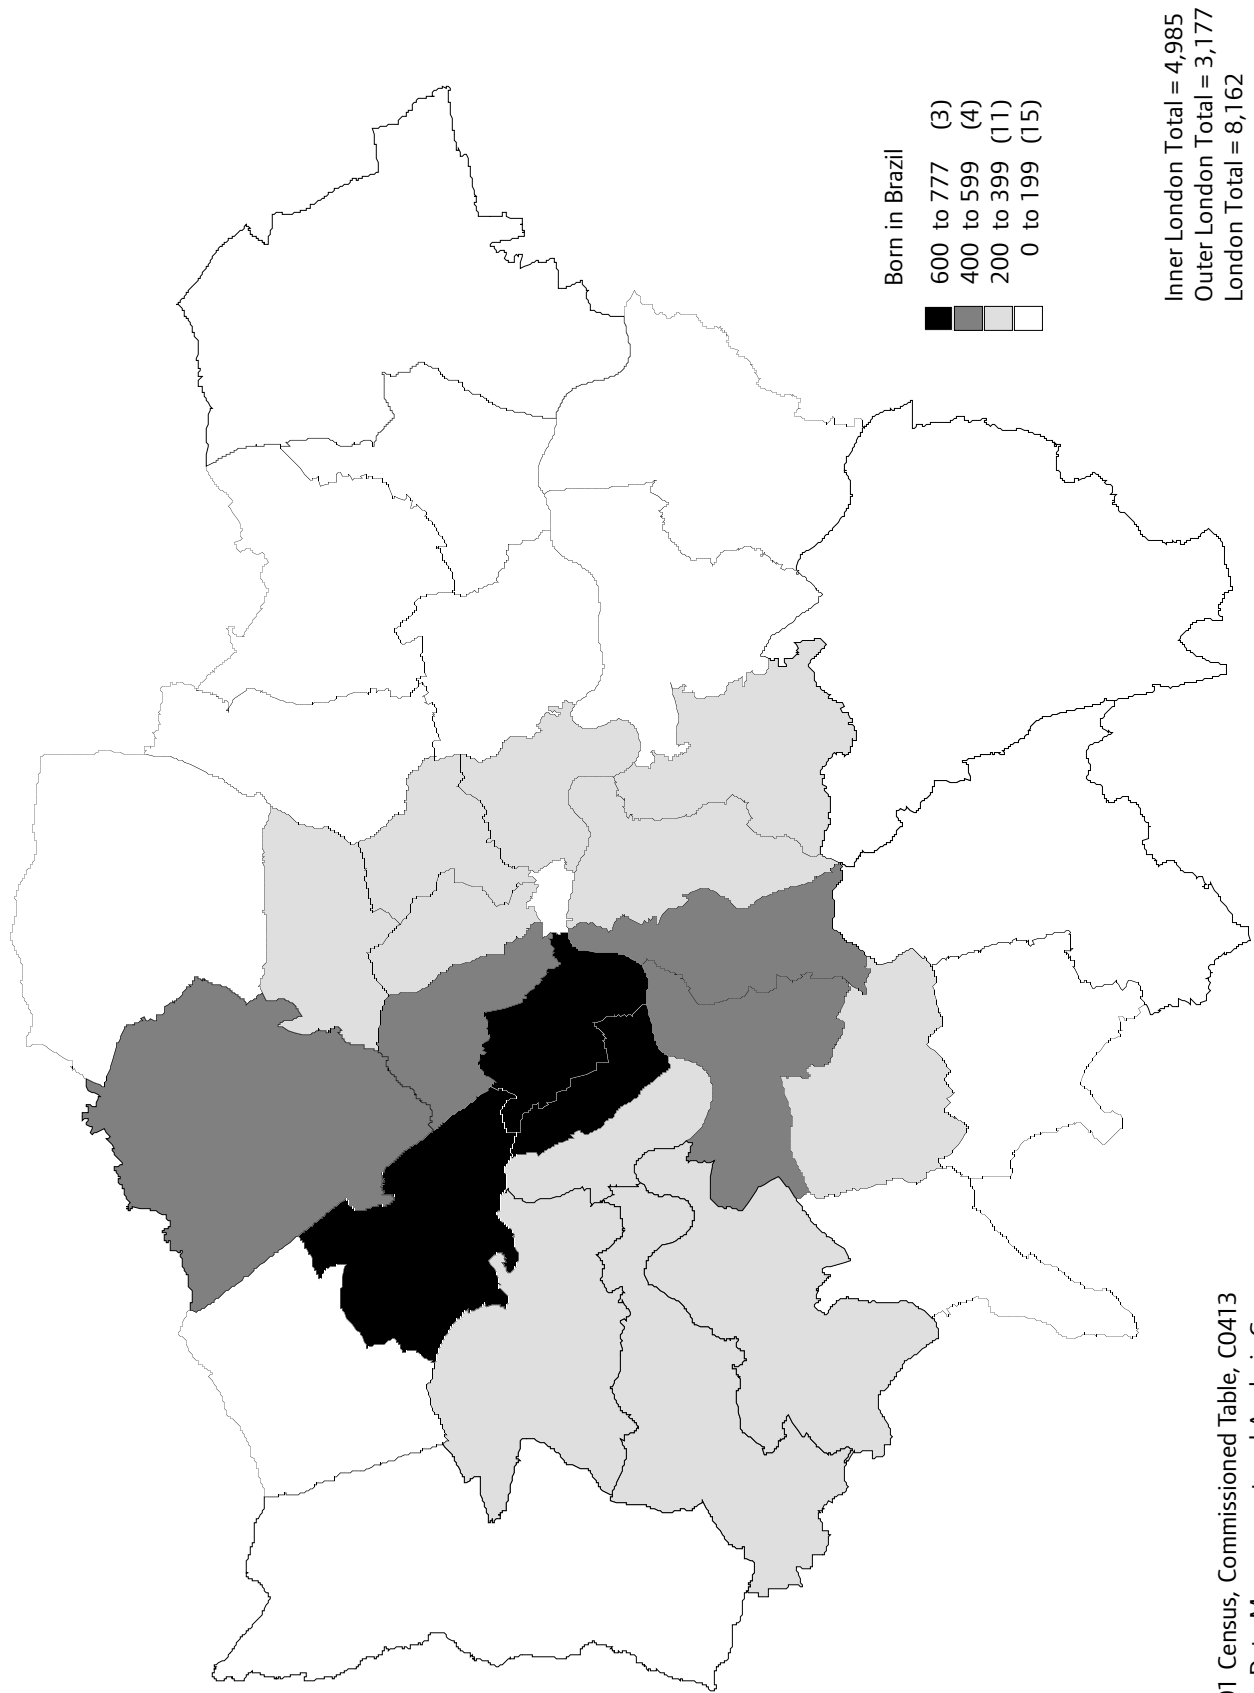 Born in Brazil
600 to 777 (3)
400 to 599 (4)
200 to 399 (11)
0 to 199 (15)
Inner London Total = 4,985
Outer London Total = 3,177
London Total = 8,162
Census, Commissioned Table, C0413